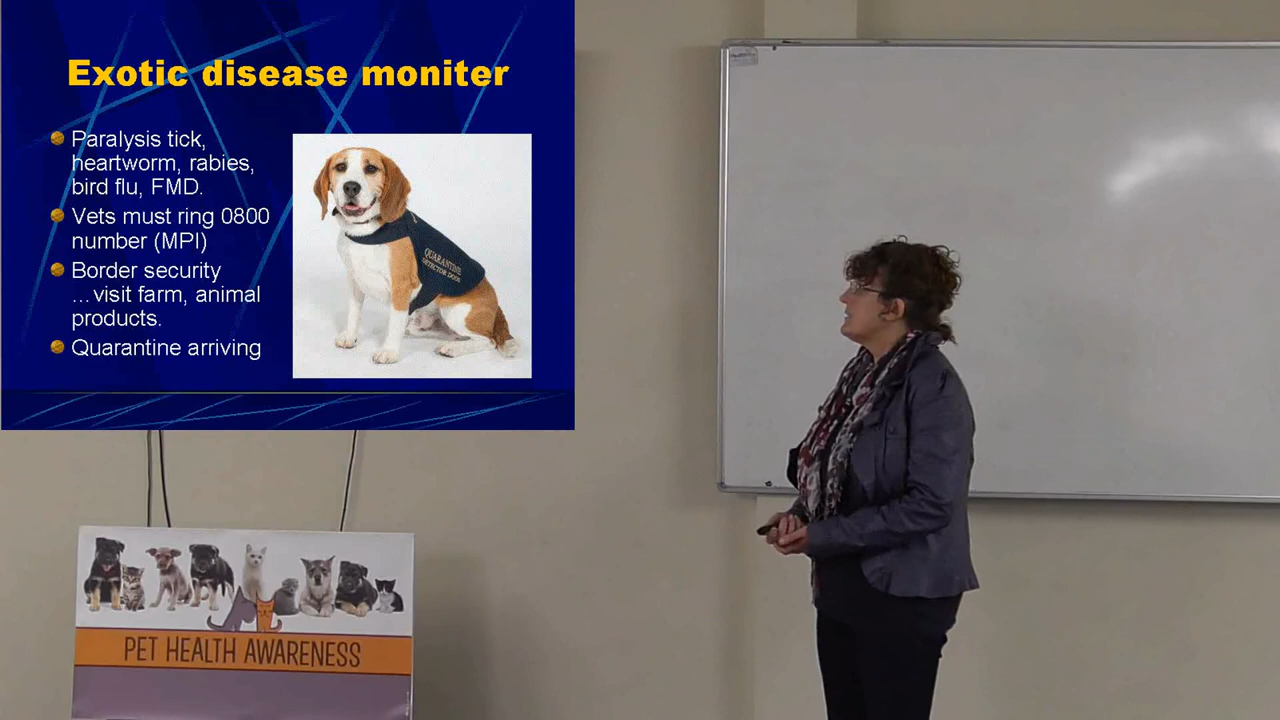 Exotic disease moniter
Paralysis tick,
heartworm, rabies,
bird flu, FMD.
Vets must ring 0800
number (MPI)
Border security
...visit farm, animal
products.
Quarantine arriving
QUARANTINE
DETECTOR DOGS
PET HEALTH AWARENESS